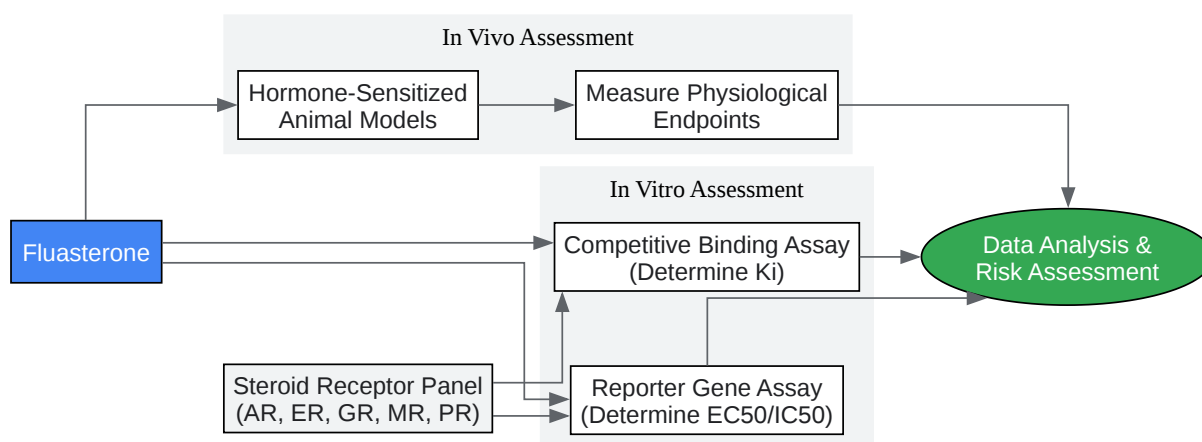 In Vivo Assessment
Hormone-Sensitized
Animal Models
Measure Physiological
Endpoints
In Vitro Assessment
Fluasterone
Competitive Binding Assay
(Determine Ki)
Data Analysis &
Risk Assessment
Steroid Receptor Panel
(AR, ER, GR, MR, PR)
Reporter Gene Assay
(Determine EC50/IC50)